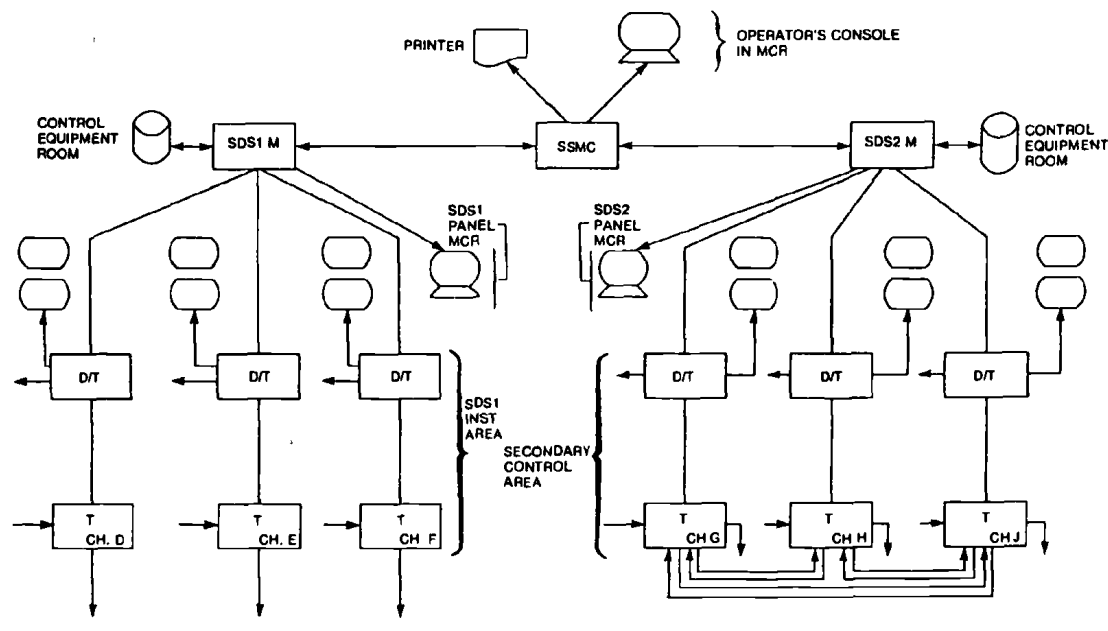 PRINTER
OPERATOR'S CONSOLE
IN MCR
CONTROL
EQUIPMENT
ROOM
SDS1 M
SSMC
SDS2 M
CONTROL
EQUIPMENT
ROOM
SDS1
PANEL
MCR
SDS2
PANEL
MCR
D/T
D/T
D/T
D/T
D/T
D/T
SDS1
INST
AREA
SECONDARY
CONTROL
AREA
T
CH. D
T
CH. E
T
CH F
T
CH G
T
CH H
T
CH J